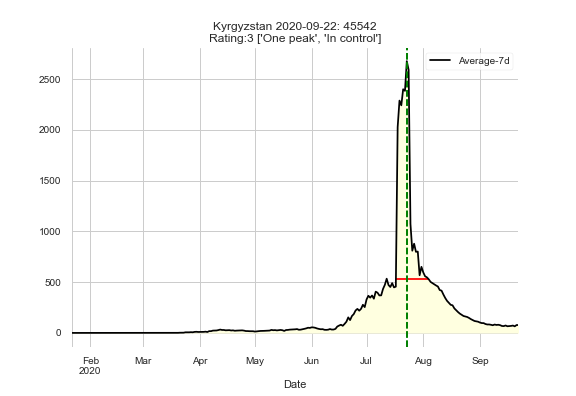 Kyrgyzstan 2020-09-22: 45542
Rating:3 ['One peak', 'In control']
Average-7d
2500
2000
1500
1000
500
0
Feb Mar Apr May Jun Jul Aug Sep
2020
Date